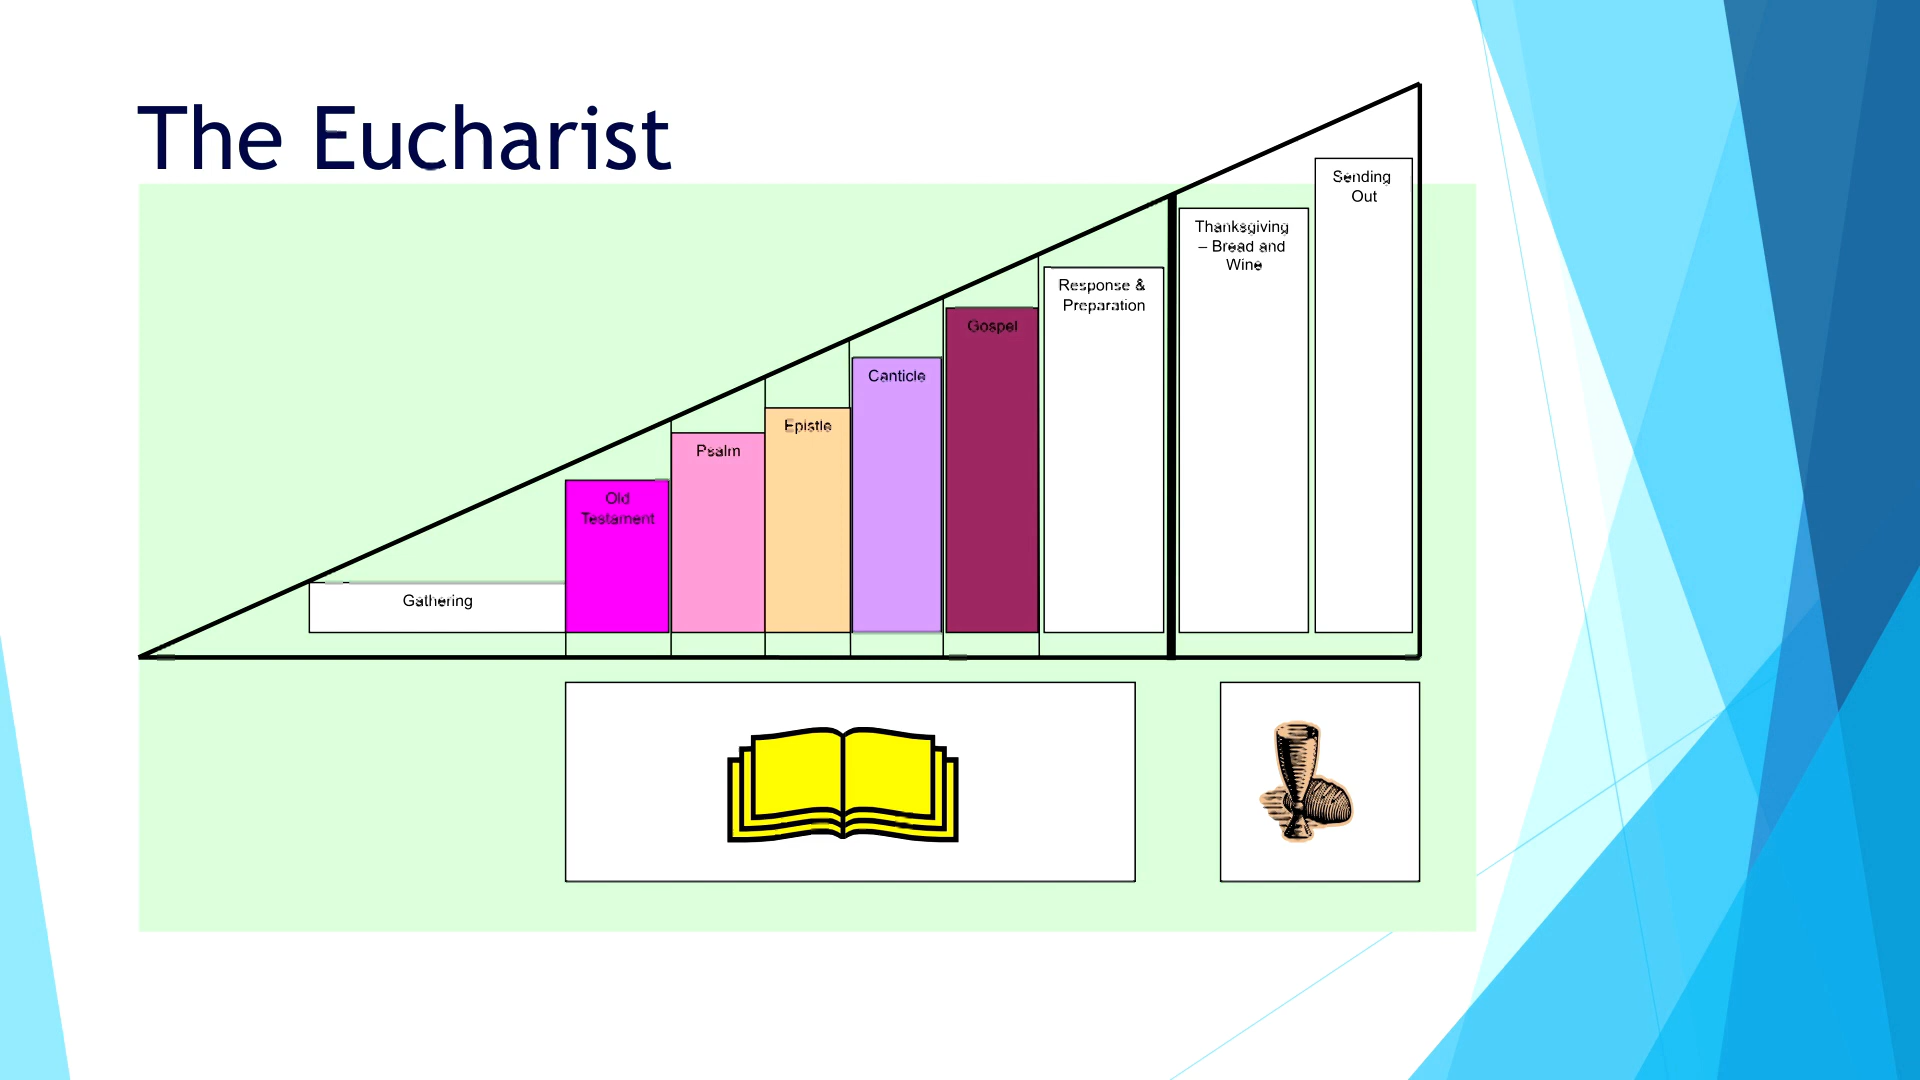 The Eucharist
Sending
Out
Thanksgiving
– Bread and
Wine
Response &
Preparation
Gospel
Canticle
Epistle
Psalm
Old
Testament
Gathering